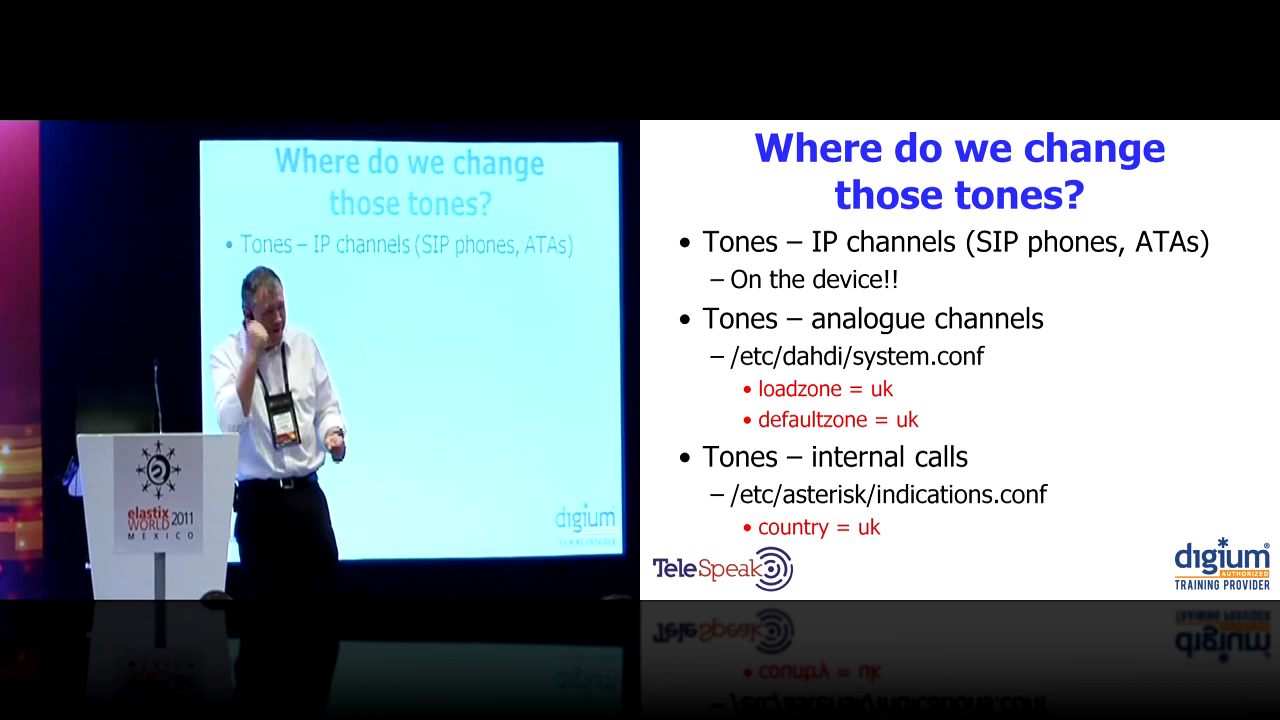 Where do we change
those tones?
• Tones – IP channels (SIP phones, ATAs)
digium
TRAINING PROVIDER
elastix
WORLD 2011
MEXICO
Where do we change
those tones?
• Tones – IP channels (SIP phones, ATAs)
– On the device!!
• Tones – analogue channels
– /etc/dahdi/system.conf
• loadzone = uk
• defaultzone = uk
• Tones – internal calls
– /etc/asterisk/indications.conf
• country = uk
TeleSpeak
digium®
AUTHORIZED
TRAINING PROVIDER